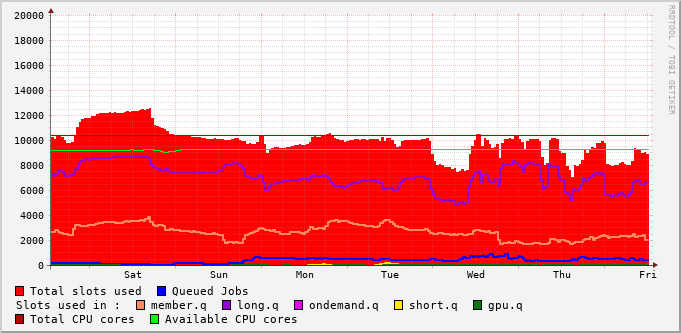 20000
18000
16000
14000
12000
10000
8000
6000
4000
2000
0
Sat Sun Mon Tue Wed Thu Fri
RRDTOOL / TOBI OETIKER
Total slots used Queued Jobs
Slots used in : member.q long.q ondemand.q short.q gpu.q
Total CPU cores Available CPU cores